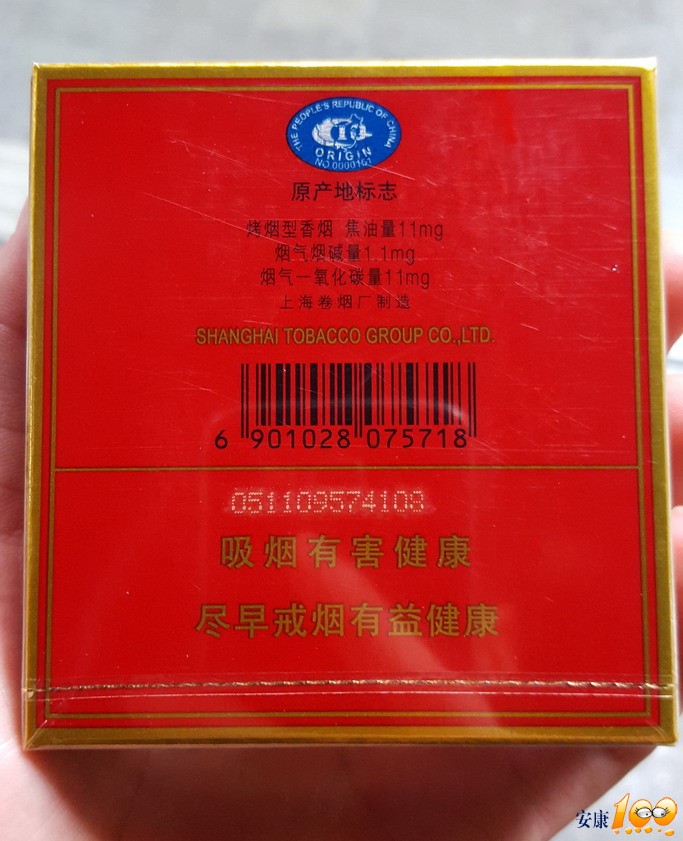 THE PEOPLE'S REPUBLIC OF CHINA
ORIGIN
NO.0000161
原产地标志
烤烟型香烟 焦油量11mg
烟气烟碱量1.1mg
烟气一氧化碳量11mg
上海卷烟厂制造
SHANGHAI TOBACCO GROUP CO.,LTD.
6 901028 075718
051109574108
吸烟有害健康
尽早戒烟有益健康
安康100